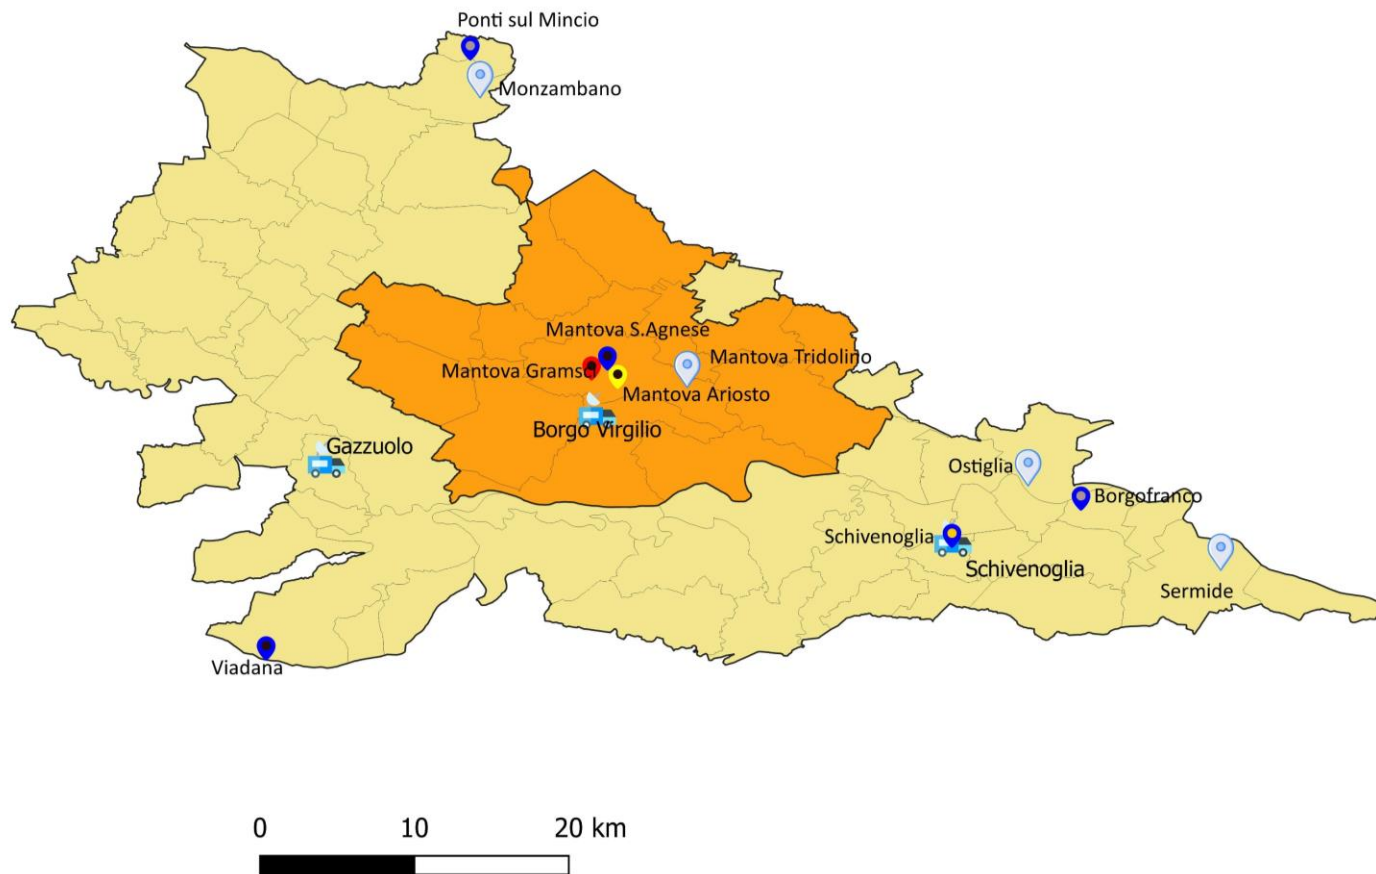 Ponti sul Mincio
Monzambano
Mantova S.Agnese
Mantova Tridolino
Mantova Gramsci
Mantova Ariosto
Borgo Virgilio
Gazzuolo
Ostiglia
Borgofranco
Schivenoglia
Schivenoglia
Sermide
Viadana
0 10 20 km